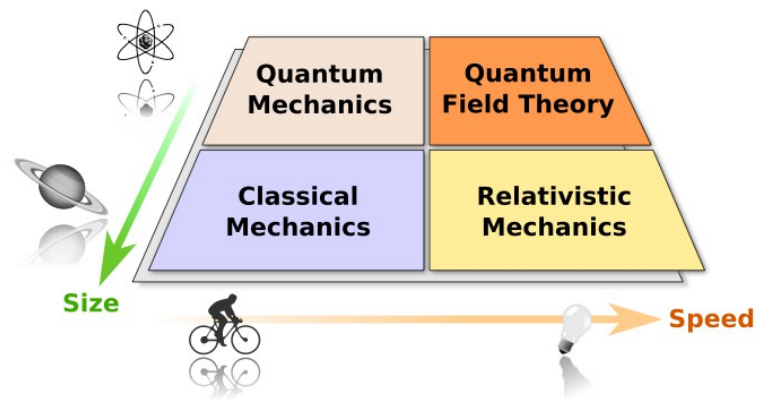 Quantum
Mechanics
Quantum
Field Theory
Classical
Mechanics
Relativistic
Mechanics
Size
Speed